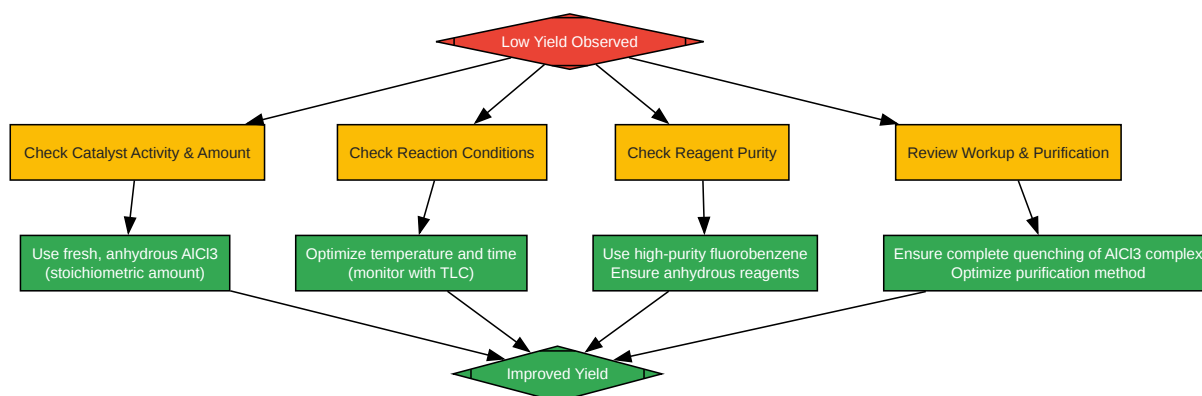 Low Yield Observed
Check Catalyst Activity & Amount
Check Reaction Conditions
Check Reagent Purity
Review Workup & Purification
Use fresh, anhydrous AlCl3
(stoichiometric amount)
Optimize temperature and time
(monitor with TLC)
Use high-purity fluorobenzene
Ensure anhydrous reagents
Ensure complete quenching of AlCl3 complex
Optimize purification method
Improved Yield